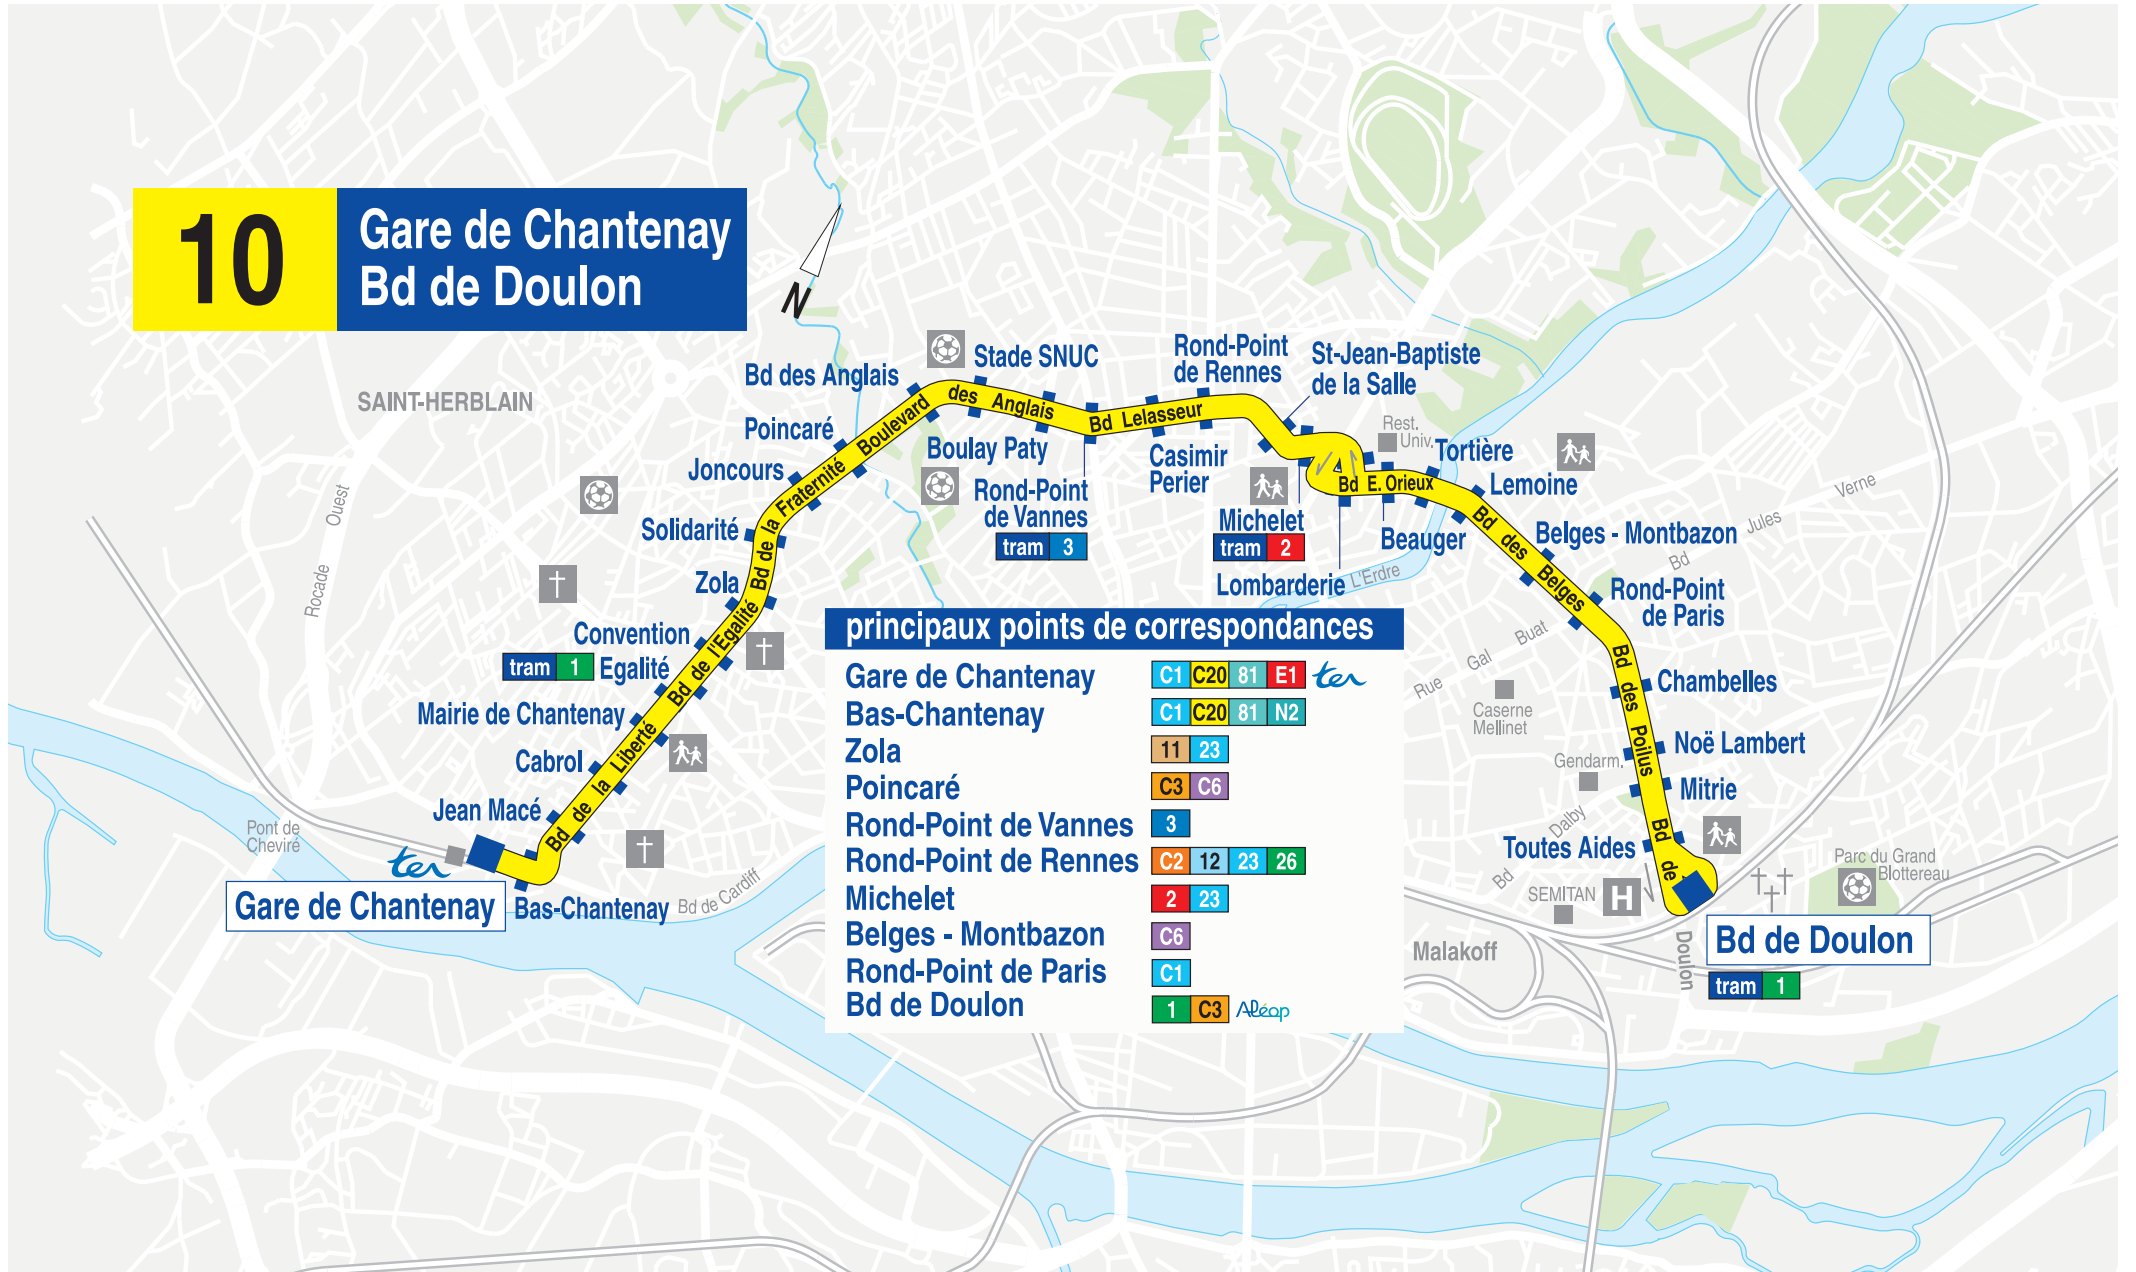 10
Gare de Chantenay
Bd de Doulon
N
SAINT-HERBLAIN
Rocade Ouest
Pont de
Cheviré
ter
Gare de Chantenay
Bas-Chantenay
Bd de Cardiff
Jean Macé
Cabrol
Mairie de Chantenay
tram 1
Egalité
Convention
Zola
Solidarité
Joncours
Poincaré
Bd des Anglais
Stade SNUC
Boulay Paty
Rond-Point
de Vannes
tram 3
Casimir
Perier
Rond-Point
de Rennes
St-Jean-Baptiste
de la Salle
Michelet
tram 2
Lombarderie
Rest.
Univ.
Beauger
Tortière
Lemoine
Belges - Montbazon
Rond-Point
de Paris
Chambelles
Noë Lambert
Mitrie
Toutes Aides
Bd de Doulon
tram 1
Bd de la Liberté
Bd de l'Egalité
Bd de la Fraternité
Boulevard des Anglais
Bd Lelasseur
Bd E. Orieux
Bd des Belges
Bd des Poilus
Bd de Doulon
L'Erdre
Bd Jules Verne
Rue Gal Buat
Caserne
Mellinet
Gendarm.
Bd Dalby
SEMITAN
H
Malakoff
Parc du Grand
Blottereau
principaux points de correspondances
Gare de Chantenay C1 C20 81 E1 ter
Bas-Chantenay C1 C20 81 N2
Zola 11 23
Poincaré C3 C6
Rond-Point de Vannes 3
Rond-Point de Rennes C2 12 23 26
Michelet 2 23
Belges - Montbazon C6
Rond-Point de Paris C1
Bd de Doulon 1 C3 Aléop